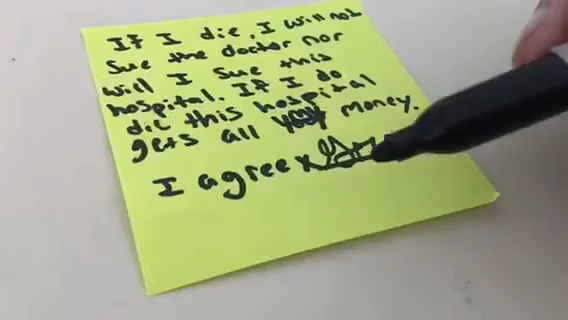 If I die, I will not
sue the doctor nor
will I sue this
hospital. If I do
die this hospital
gets all my money.
I agree x